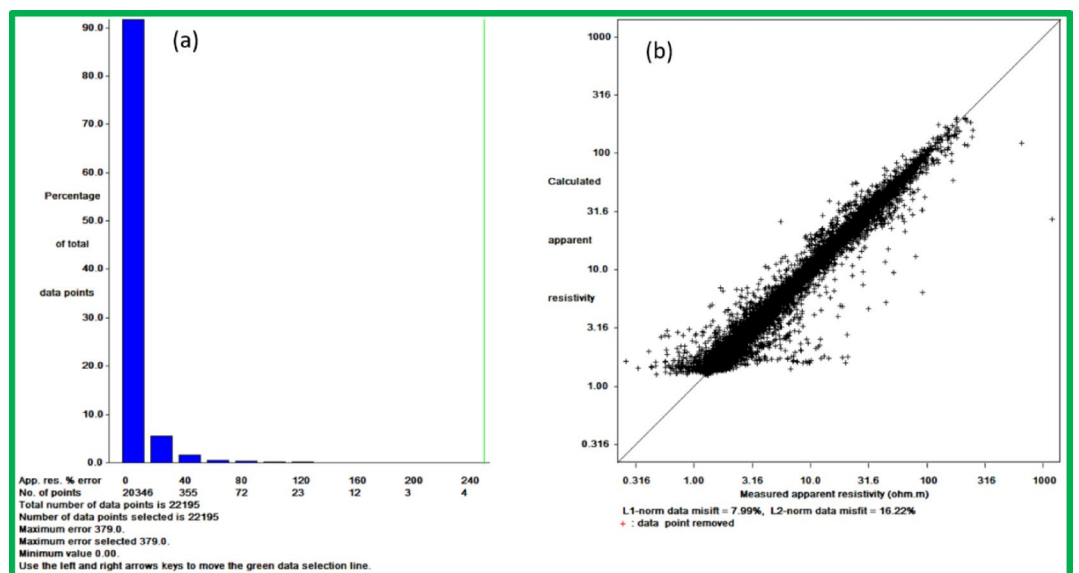 (a)
90.0
80.0
70.0
60.0
Percentage
50.0
of total
40.0
data points
30.0
20.0
10.0
0.0
App. res. % error 0 40 80 120 160 200 240
No. of points 20346 355 72 23 12 3 4
Total number of data points is 22195
Number of data points selected is 22195
Maximum error 379.0.
Maximum error selected 379.0.
Minimum value 0.00.
Use the left and right arrows keys to move the green data selection line.
(b)
1000
316
100
Calculated
31.6
apparent
10.0
resistivity
3.16
1.00
0.316
0.316 1.00 3.16 10.0 31.6 100 316 1000
Measured apparent resistivity (ohm.m)
L1-norm data misift = 7.99%, L2-norm data misfit = 16.22%
+ : data point removed